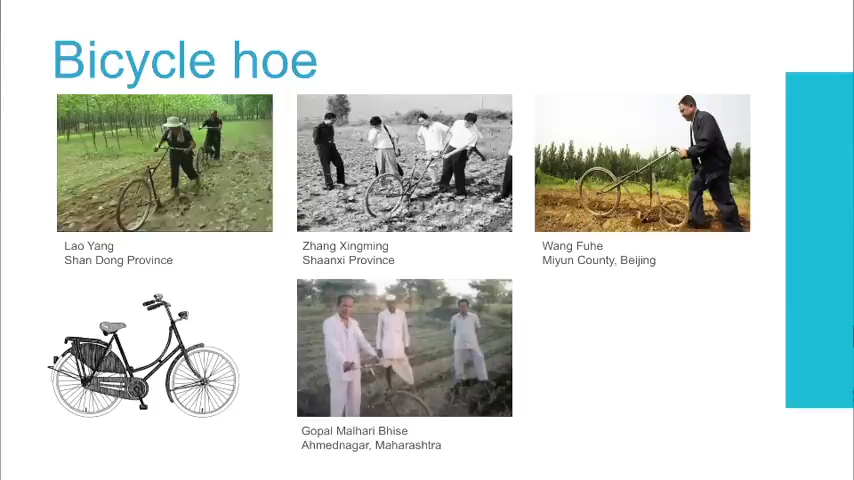 Bicycle hoe
Lao Yang
Shan Dong Province
Zhang Xingming
Shaanxi Province
Wang Fuhe
Miyun County, Beijing
Gopal Malhari Bhise
Ahmednagar, Maharashtra